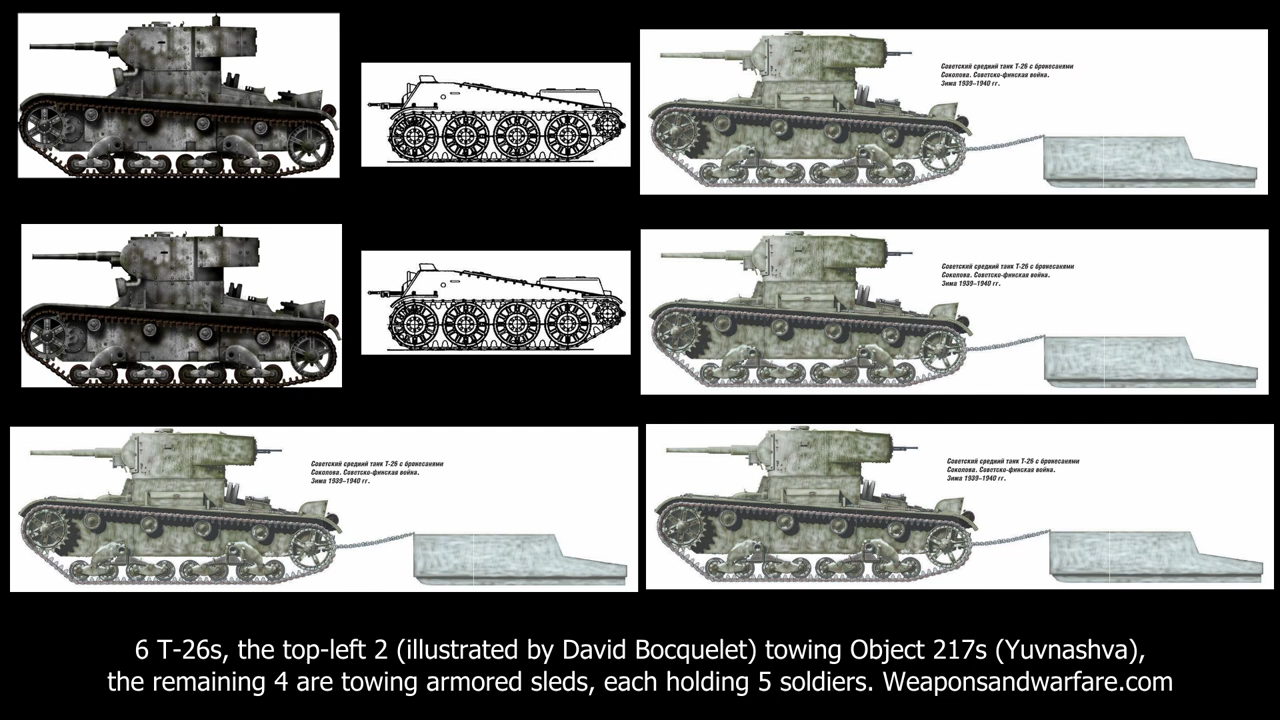 Советский средний танк Т-26 с бронесанями
Соколова. Советско-финская война.
Зима 1939–1940 гг.
Советский средний танк Т-26 с бронесанями
Соколова. Советско-финская война.
Зима 1939–1940 гг.
Советский средний танк Т-26 с бронесанями
Соколова. Советско-финская война.
Зима 1939–1940 гг.
Советский средний танк Т-26 с бронесанями
Соколова. Советско-финская война.
Зима 1939–1940 гг.
6 T-26s, the top-left 2 (illustrated by David Bocquelet) towing Object 217s (Yuvnashva),
the remaining 4 are towing armored sleds, each holding 5 soldiers. Weaponsandwarfare.com